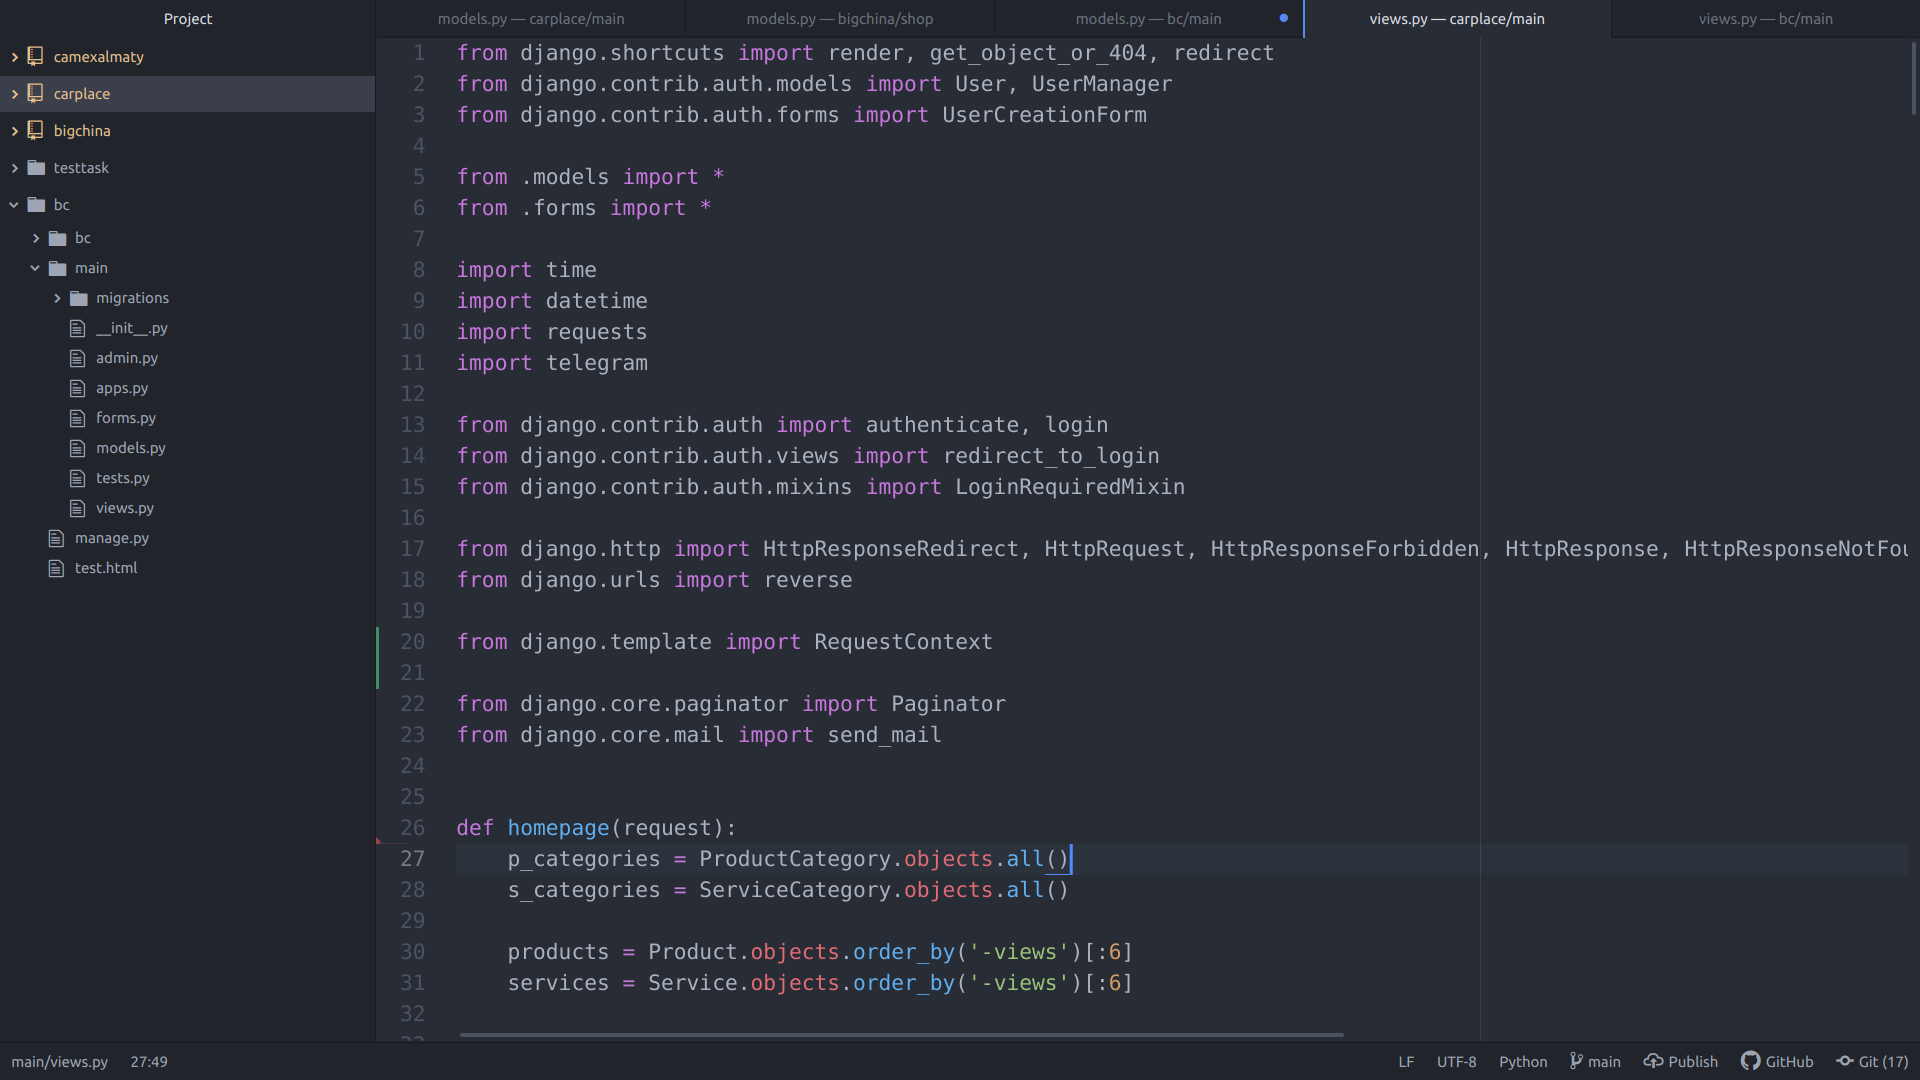 Project
camexalmaty
carplace
bigchina
testtask
bc
bc
main
migrations
__init__.py
admin.py
apps.py
forms.py
models.py
tests.py
views.py
manage.py
test.html
models.py — carplace/main
models.py — bigchina/shop
models.py — bc/main
views.py — carplace/main
views.py — bc/main
1 from django.shortcuts import render, get_object_or_404, redirect
2 from django.contrib.auth.models import User, UserManager
3 from django.contrib.auth.forms import UserCreationForm
4
5 from .models import *
6 from .forms import *
7
8 import time
9 import datetime
10 import requests
11 import telegram
12
13 from django.contrib.auth import authenticate, login
14 from django.contrib.auth.views import redirect_to_login
15 from django.contrib.auth.mixins import LoginRequiredMixin
16
17 from django.http import HttpResponseRedirect, HttpRequest, HttpResponseForbidden, HttpResponse, HttpResponseNotFou
18 from django.urls import reverse
19
20 from django.template import RequestContext
21
22 from django.core.paginator import Paginator
23 from django.core.mail import send_mail
24
25
26 def homepage(request):
27     p_categories = ProductCategory.objects.all()
28     s_categories = ServiceCategory.objects.all()
29
30     products = Product.objects.order_by('-views')[:6]
31     services = Service.objects.order_by('-views')[:6]
32
main/views.py 27:49 LF UTF-8 Python main Publish GitHub Git (17)